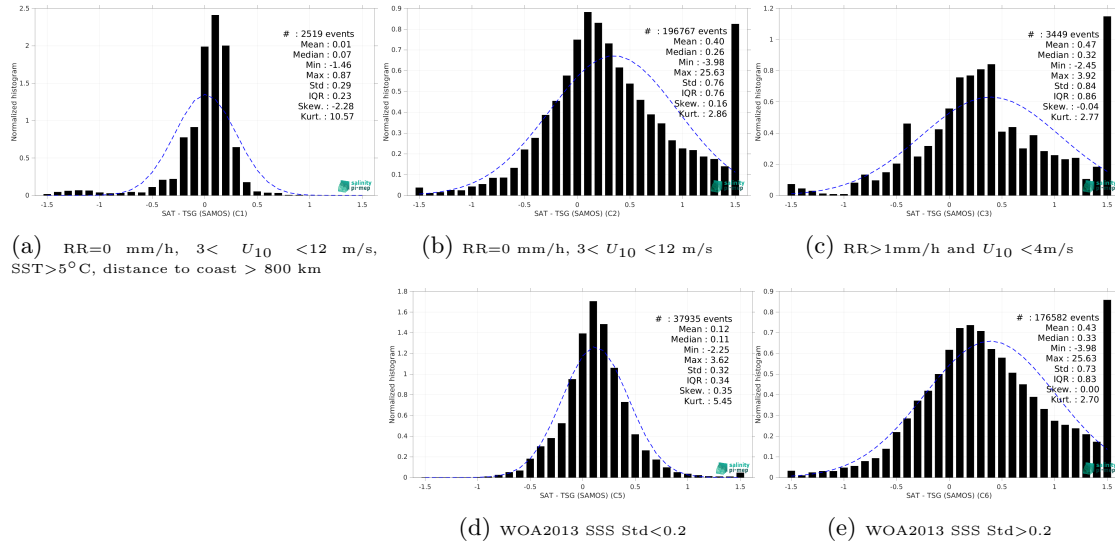 # : 2519 events
Mean : 0.01
Median : 0.07
Min : -1.46
Max : 0.87
Std : 0.29
IQR : 0.23
Skew. : -2.28
Kurt. : 10.57
Normalized histogram
2.5
2
1.5
1
0.5
0
-1.5 -1 -0.5 0 0.5 1 1.5
SAT - TSG (SAMOS) (C1)
salinity
pi-mep
(a) RR=0 mm/h, 3< U10 <12 m/s,
SST>5°C, distance to coast > 800 km
# : 196767 events
Mean : 0.40
Median : 0.26
Min : -3.98
Max : 25.63
Std : 0.76
IQR : 0.76
Skew. : 0.16
Kurt. : 2.86
Normalized histogram
0.9
0.8
0.7
0.6
0.5
0.4
0.3
0.2
0.1
0
-1.5 -1 -0.5 0 0.5 1 1.5
SAT - TSG (SAMOS) (C2)
salinity
pi-mep
(b) RR=0 mm/h, 3< U10 <12 m/s
# : 3449 events
Mean : 0.47
Median : 0.32
Min : -2.45
Max : 3.92
Std : 0.84
IQR : 0.86
Skew. : -0.04
Kurt. : 2.77
Normalized histogram
1.2
1
0.8
0.6
0.4
0.2
0
-1.5 -1 -0.5 0 0.5 1 1.5
SAT - TSG (SAMOS) (C3)
salinity
pi-mep
(c) RR>1mm/h and U10 <4m/s
# : 37935 events
Mean : 0.12
Median : 0.11
Min : -2.25
Max : 3.62
Std : 0.32
IQR : 0.34
Skew. : 0.35
Kurt. : 5.45
Normalized histogram
1.8
1.6
1.4
1.2
1
0.8
0.6
0.4
0.2
0
-1.5 -1 -0.5 0 0.5 1 1.5
SAT - TSG (SAMOS) (C5)
salinity
pi-mep
(d) WOA2013 SSS Std<0.2
# : 176582 events
Mean : 0.43
Median : 0.33
Min : -3.98
Max : 25.63
Std : 0.73
IQR : 0.83
Skew. : 0.00
Kurt. : 2.70
Normalized histogram
0.9
0.8
0.7
0.6
0.5
0.4
0.3
0.2
0.1
0
-1.5 -1 -0.5 0 0.5 1 1.5
SAT - TSG (SAMOS) (C6)
salinity
pi-mep
(e) WOA2013 SSS Std>0.2